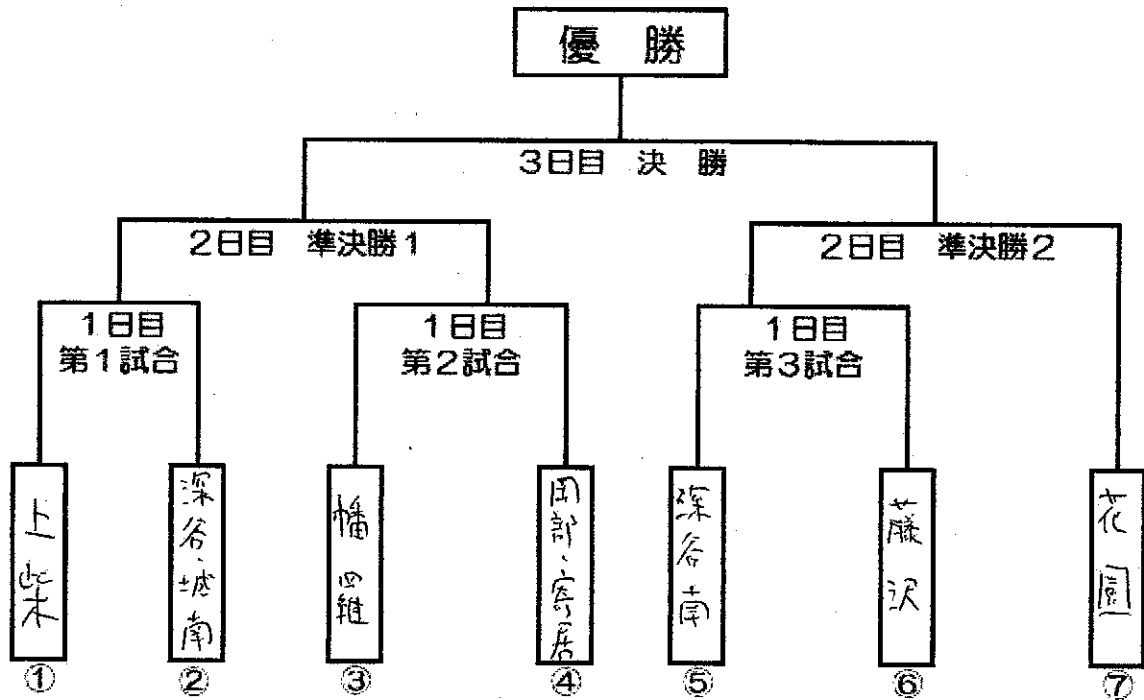 優 勝
3日目 決 勝
2日目 準決勝1
2日目 準決勝2
1日目
第1試合
1日目
第2試合
1日目
第3試合
上柴
深谷・城南
幡羅
岡部・寄居
深谷南
藤沢
花園
①
②
③
④
⑤
⑥
⑦